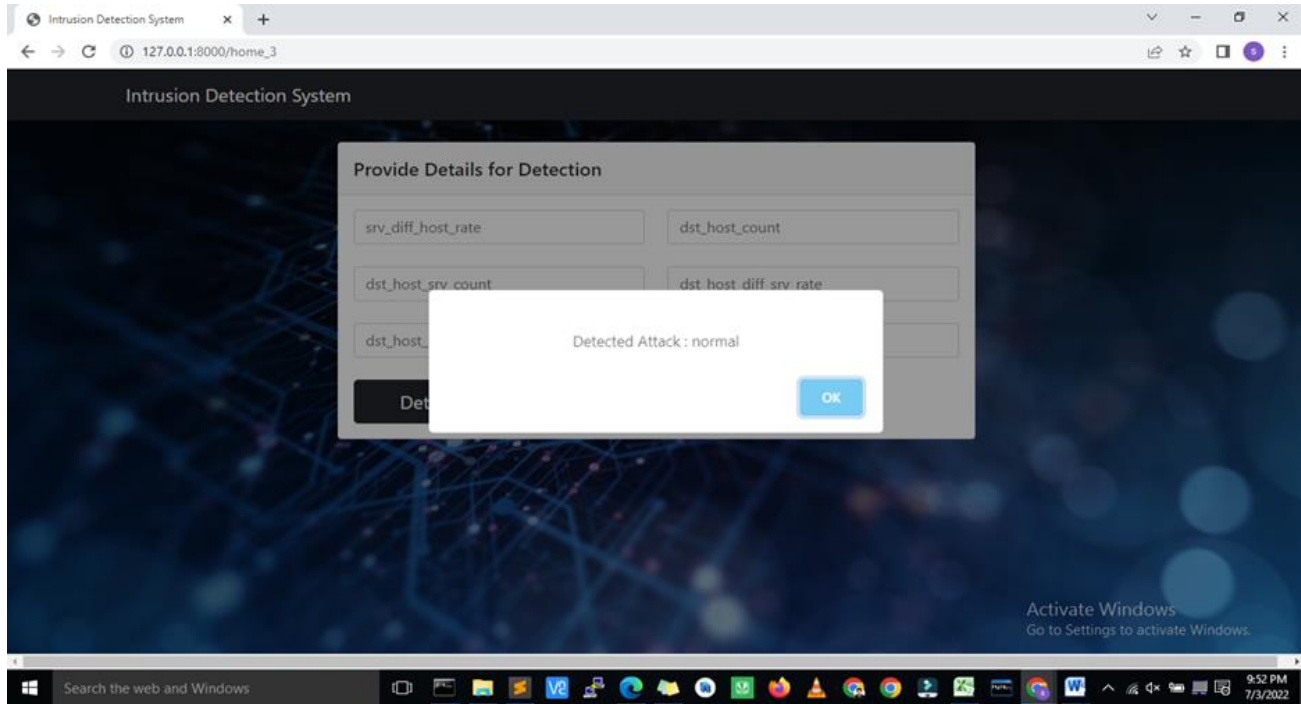 Intrusion Detection System
127.0.0.1:8000/home_3
S
Intrusion Detection System
Provide Details for Detection
srv_diff_host_rate dst_host_count
dst_host_srv_count dst_host_diff_srv_rate
dst_host_
Detected Attack : normal
Det
OK
Activate Windows
Go to Settings to activate Windows.
Search the web and Windows
9:52 PM
7/3/2022